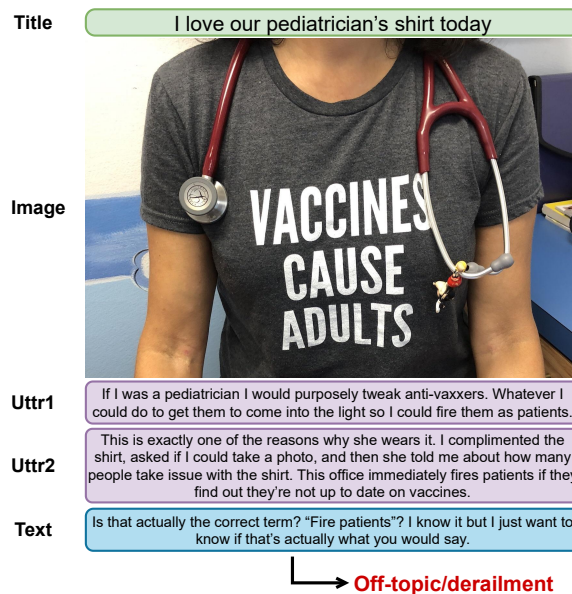 Title
I love our pediatrician's shirt today
Image
VACCINES
CAUSE
ADULTS
Uttr1
If I was a pediatrician I would purposely tweak anti-vaxxers. Whatever I
could do to get them to come into the light so I could fire them as patients.
Uttr2
This is exactly one of the reasons why she wears it. I complimented the
shirt, asked if I could take a photo, and then she told me about how many
people take issue with the shirt. This office immediately fires patients if they
find out they're not up to date on vaccines.
Text
Is that actually the correct term? “Fire patients”? I know it but I just want to
know if that's actually what you would say.
Off-topic/derailment